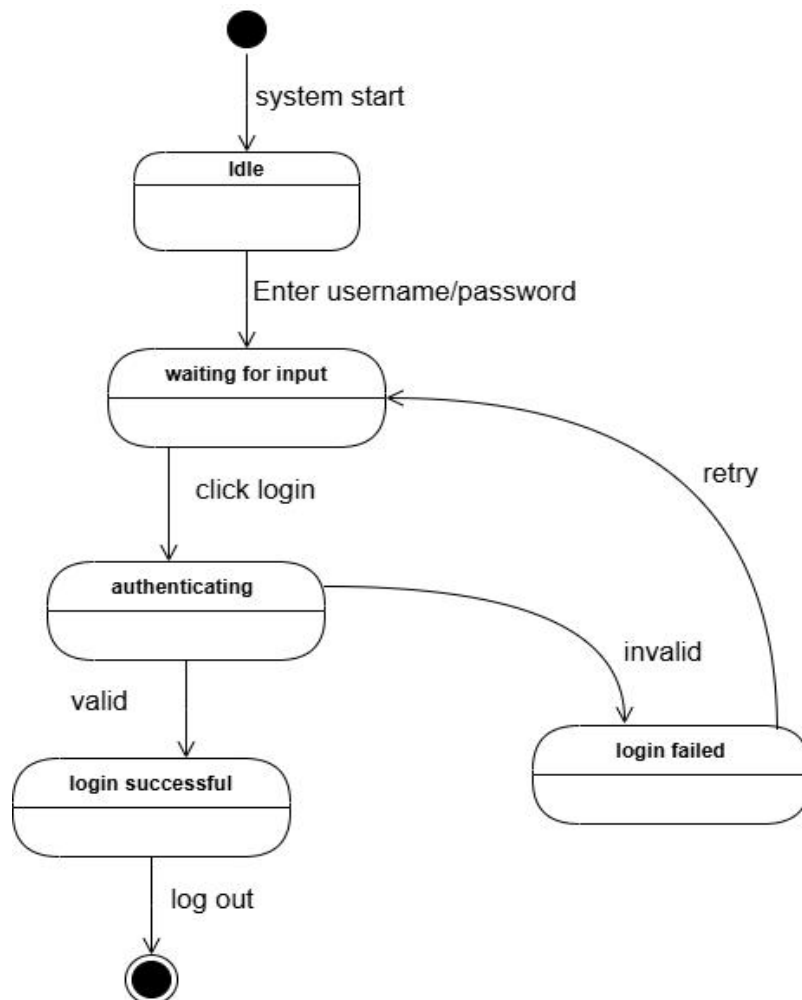 system start
Idle
Enter username/password
waiting for input
retry
click login
authenticating
invalid
valid
login failed
login successful
log out